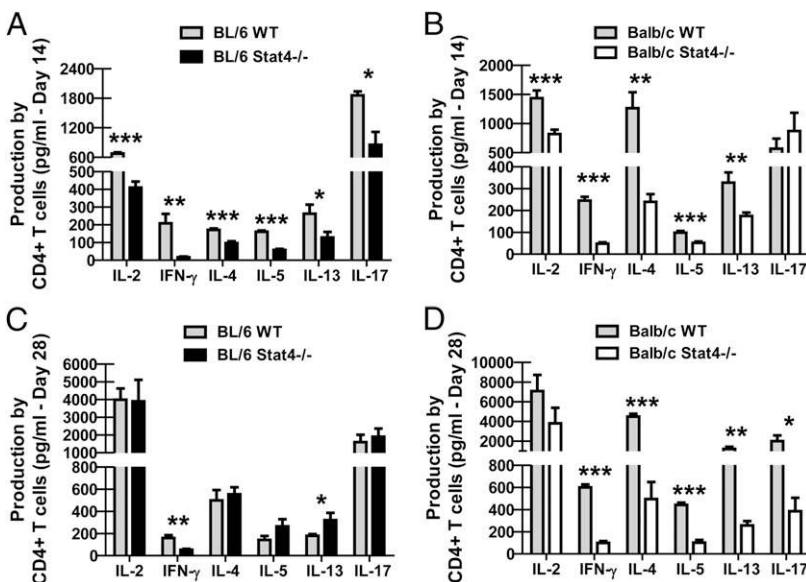 A
BL/6 WT
BL/6 Stat4-/-
Production by
CD4+ T cells (pg/ml - Day 14)
1800
1200
600
500
400
300
200
100
0
***
**
***
***
*
*
IL-2 IFN-γ IL-4 IL-5 IL-13 IL-17
B
Balb/c WT
Balb/c Stat4-/-
Production by
CD4+ T cells (pg/ml - Day 14)
1500
1000
500
400
300
200
100
0
***
***
**
***
**
IL-2 IFN-γ IL-4 IL-5 IL-13 IL-17
C
BL/6 WT
BL/6 Stat4-/-
Production by
CD4+ T cells (pg/ml - Day 28)
6000
5000
4000
3000
2000
1000
600
400
200
0
**
*
IL-2 IFN-γ IL-4 IL-5 IL-13 IL-17
D
Balb/c WT
Balb/c Stat4-/-
Production by
CD4+ T cells (pg/ml - Day 28)
10000
8000
6000
4000
2000
600
400
200
0
***
***
***
**
*
IL-2 IFN-γ IL-4 IL-5 IL-13 IL-17